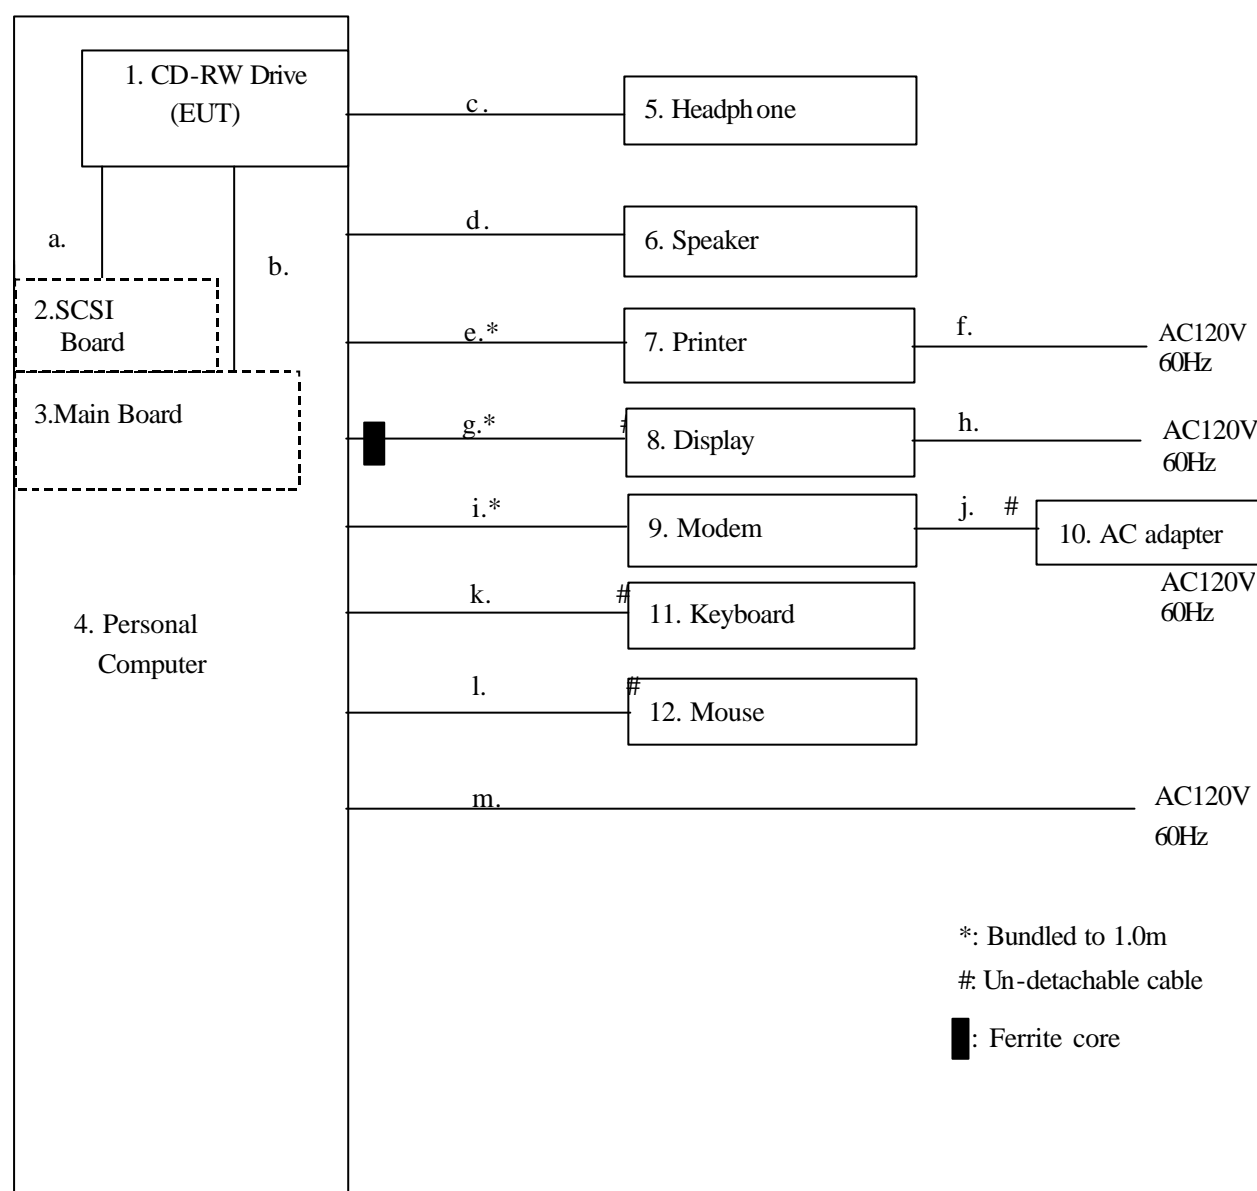 1. CD-RW Drive
(EUT)
c.
5. Headphone
a.
b.
d.
6. Speaker
2.SCSI
Board
e.*
7. Printer
f.
AC120V
60Hz
3.Main Board
g.*
#
8. Display
h.
AC120V
60Hz
i.*
9. Modem
j.
#
10. AC adapter
AC120V
60Hz
4. Personal
Computer
k.
#
11. Keyboard
l.
#
12. Mouse
m.
AC120V
60Hz
*: Bundled to 1.0m
#: Un-detachable cable
: Ferrite core